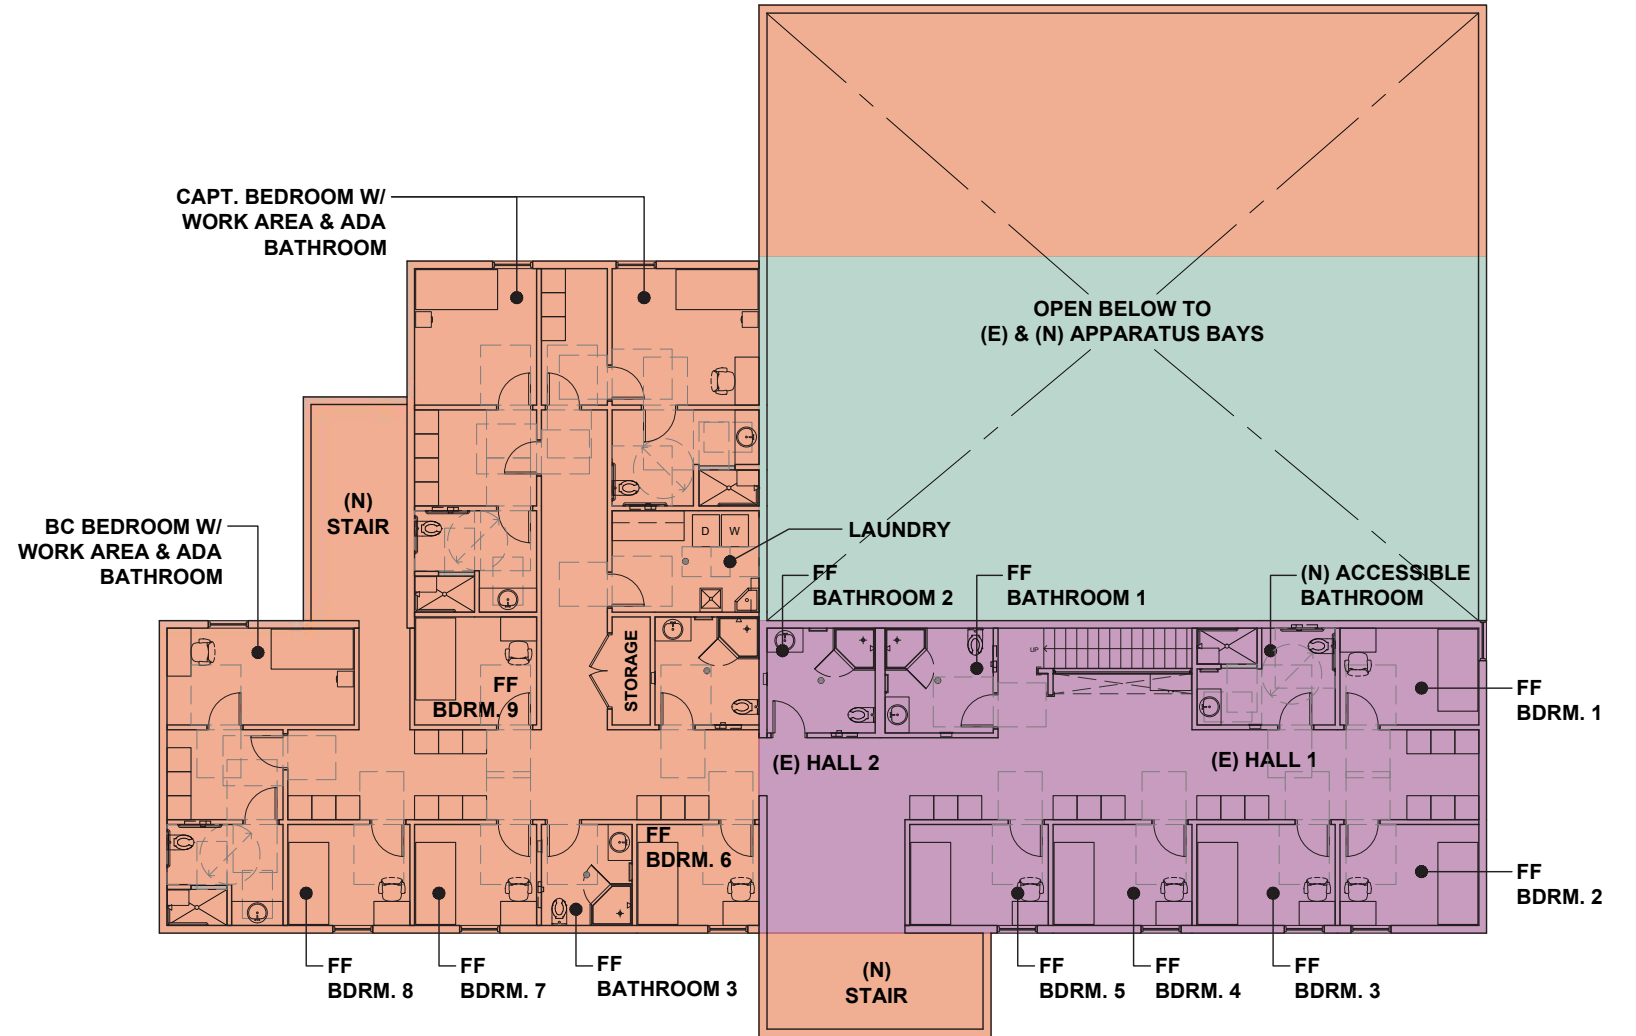 CAPT. BEDROOM W/
WORK AREA & ADA
BATHROOM
OPEN BELOW TO
(E) & (N) APPARATUS BAYS
(N)
STAIR
BC BEDROOM W/
WORK AREA & ADA
BATHROOM
D
W
LAUNDRY
FF
BATHROOM 2
FF
BATHROOM 1
(N) ACCESSIBLE
BATHROOM
STORAGE
UP
FF
BDRM. 9
FF
BDRM. 1
(E) HALL 2
(E) HALL 1
FF
BDRM. 6
FF
BDRM. 2
FF
BDRM. 8
FF
BDRM. 7
FF
BATHROOM 3
(N)
STAIR
FF
BDRM. 5
FF
BDRM. 4
FF
BDRM. 3